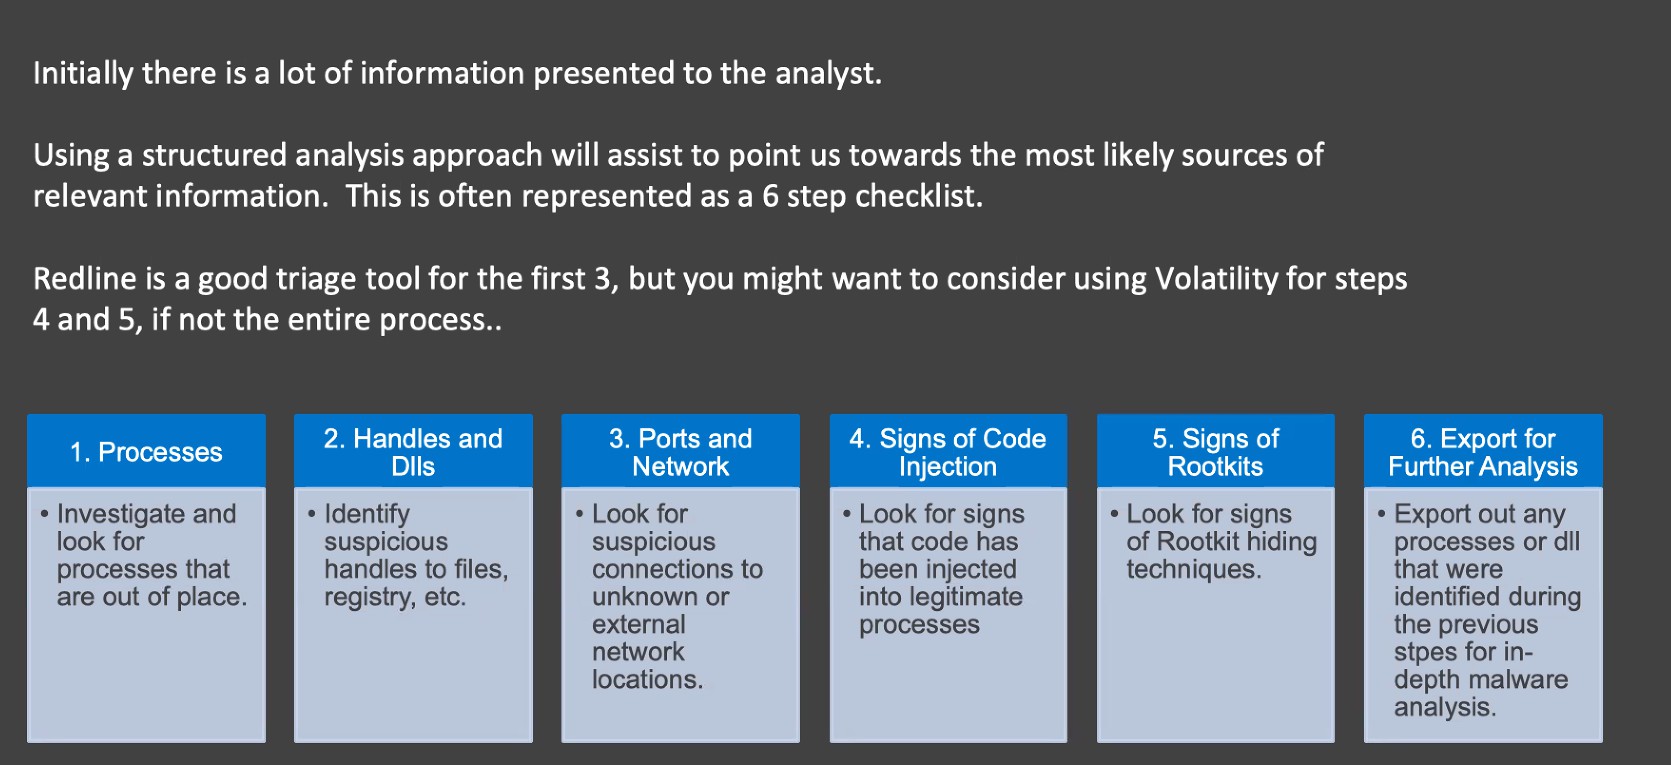 Initially there is a lot of information presented to the analyst.
Using a structured analysis approach will assist to point us towards the most likely sources of
relevant information.  This is often represented as a 6 step checklist.
Redline is a good triage tool for the first 3, but you might want to consider using Volatility for steps
4 and 5, if not the entire process..
1. Processes
• Investigate and
look for
processes that
are out of place.
2. Handles and
Dlls
• Identify
suspicious
handles to files,
registry, etc.
3. Ports and
Network
• Look for
suspicious
connections to
unknown or
external
network
locations.
4. Signs of Code
Injection
• Look for signs
that code has
been injected
into legitimate
processes
5. Signs of
Rootkits
• Look for signs
of Rootkit hiding
techniques.
6. Export for
Further Analysis
• Export out any
processes or dll
that were
identified during
the previous
stpes for in-
depth malware
analysis.